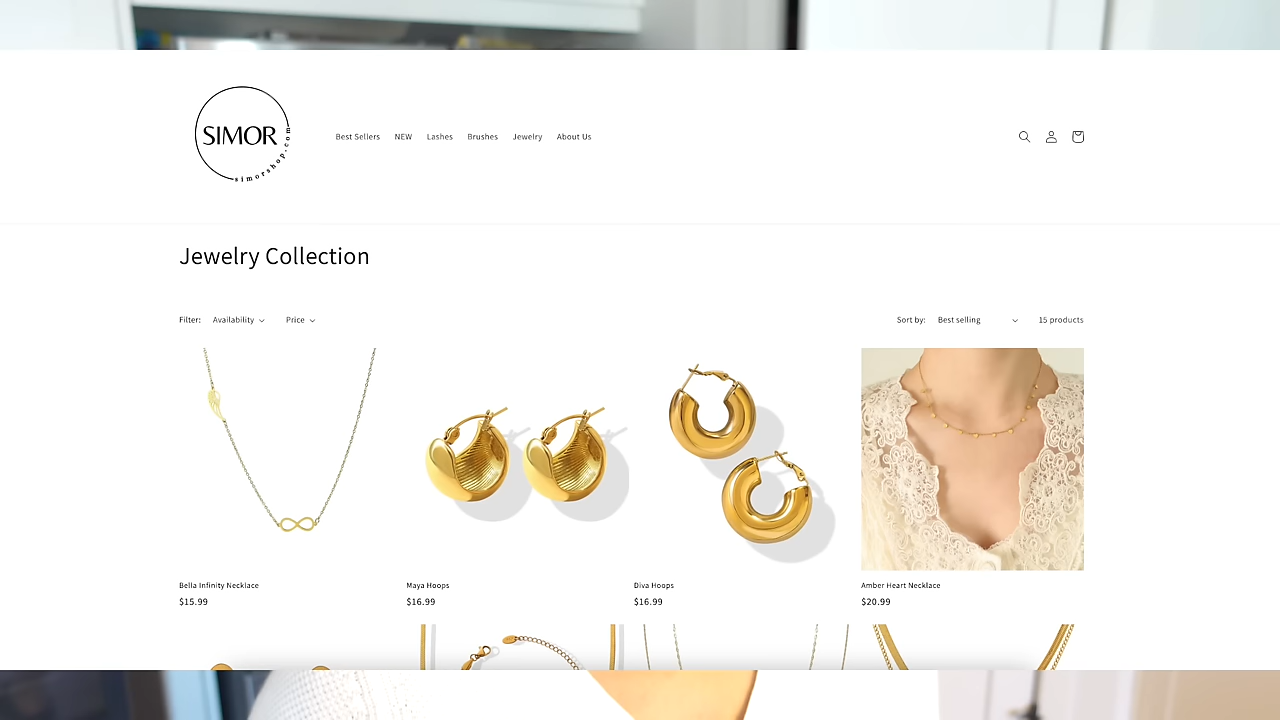 SIMOR
simorshop.com
Best Sellers NEW Lashes Brushes Jewelry About Us
Jewelry Collection
Filter: Availability Price Sort by: Best selling 15 products
Bella Infinity Necklace Maya Hoops Diva Hoops Amber Heart Necklace
$15.99 $16.99 $16.99 $20.99